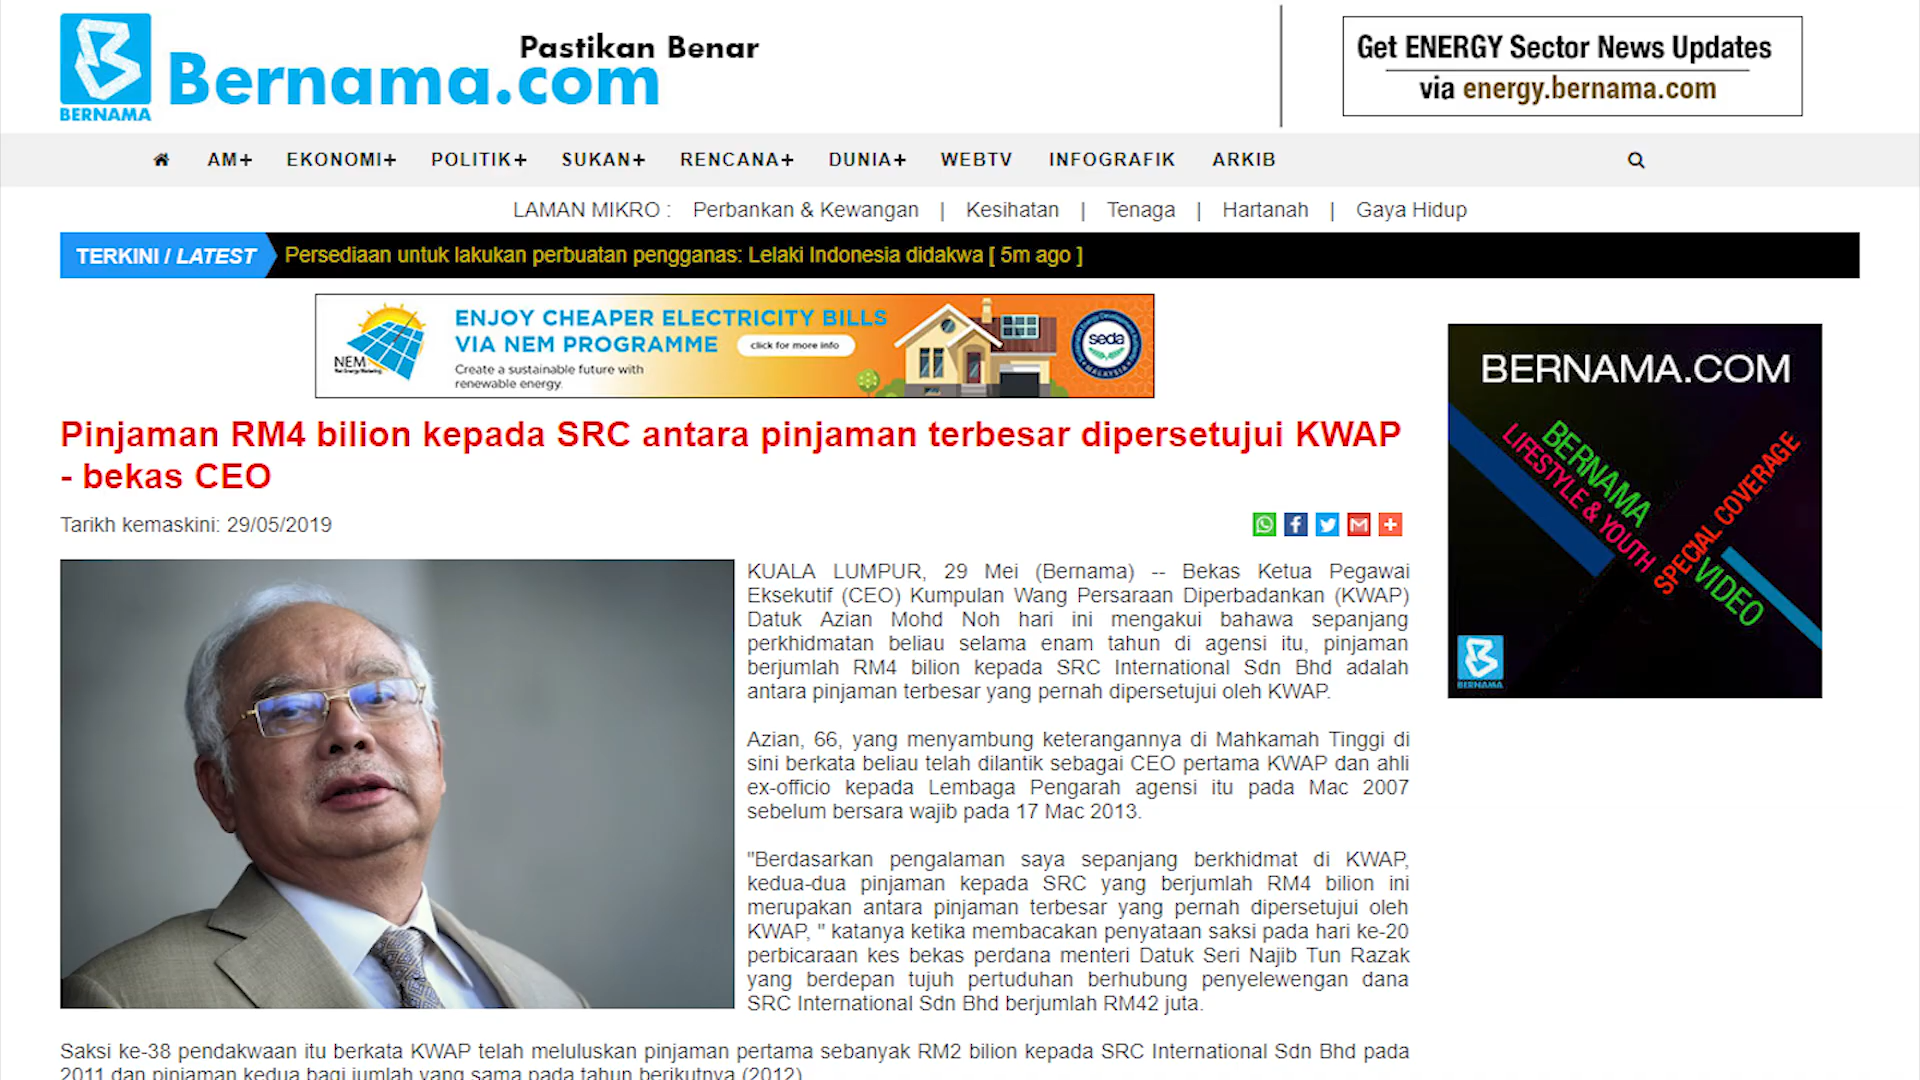 BERNAMA
Pastikan Benar
Bernama.com
Get ENERGY Sector News Updates
via energy.bernama.com
AM+ EKONOMI+ POLITIK+ SUKAN+ RENCANA+ DUNIA+ WEBTV INFOGRAFIK ARKIB
LAMAN MIKRO : Perbankan & Kewangan | Kesihatan | Tenaga | Hartanah | Gaya Hidup
TERKINI / LATEST Persediaan untuk lakukan perbuatan pengganas: Lelaki Indonesia didakwa [ 5m ago ]
NEM
ENJOY CHEAPER ELECTRICITY BILLS
VIA NEM PROGRAMME click for more info
Create a sustainable future with
renewable energy.
seda
MALAYSIA
Pinjaman RM4 bilion kepada SRC antara pinjaman terbesar dipersetujui KWAP
- bekas CEO
Tarikh kemaskini: 29/05/2019
KUALA LUMPUR, 29 Mei (Bernama) -- Bekas Ketua Pegawai
Eksekutif (CEO) Kumpulan Wang Persaraan Diperbadankan (KWAP)
Datuk Azian Mohd Noh hari ini mengakui bahawa sepanjang
perkhidmatan beliau selama enam tahun di agensi itu, pinjaman
berjumlah RM4 bilion kepada SRC International Sdn Bhd adalah
antara pinjaman terbesar yang pernah dipersetujui oleh KWAP.
Azian, 66, yang menyambung keterangannya di Mahkamah Tinggi di
sini berkata beliau telah dilantik sebagai CEO pertama KWAP dan ahli
ex-officio kepada Lembaga Pengarah agensi itu pada Mac 2007
sebelum bersara wajib pada 17 Mac 2013.
"Berdasarkan pengalaman saya sepanjang berkhidmat di KWAP,
kedua-dua pinjaman kepada SRC yang berjumlah RM4 bilion ini
merupakan antara pinjaman terbesar yang pernah dipersetujui oleh
KWAP, " katanya ketika membacakan penyataan saksi pada hari ke-20
perbicaraan kes bekas perdana menteri Datuk Seri Najib Tun Razak
yang berdepan tujuh pertuduhan berhubung penyelewengan dana
SRC International Sdn Bhd berjumlah RM42 juta.
Saksi ke-38 pendakwaan itu berkata KWAP telah meluluskan pinjaman pertama sebanyak RM2 bilion kepada SRC International Sdn Bhd pada
2011 dan pinjaman kedua bagi jumlah yang sama pada tahun berikutnya (2012)
BERNAMA.COM
BERNAMA
LIFESTYLE & YOUTH
SPECIAL COVERAGE
VIDEO
BERNAMA